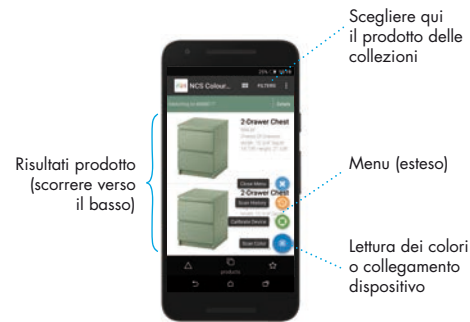 Scegliere qui
il prodotto delle
collezioni
NCS Colour...
FILTERS
Details
2-Drawer Chest
Risultati prodotto
(scorrere verso
il basso)
Menu (esteso)
Close Menu
2-Drawer Chest
Scan History
Calibrate Device
Scan Color
Lettura dei colori
o collegamento
dispositivo
products